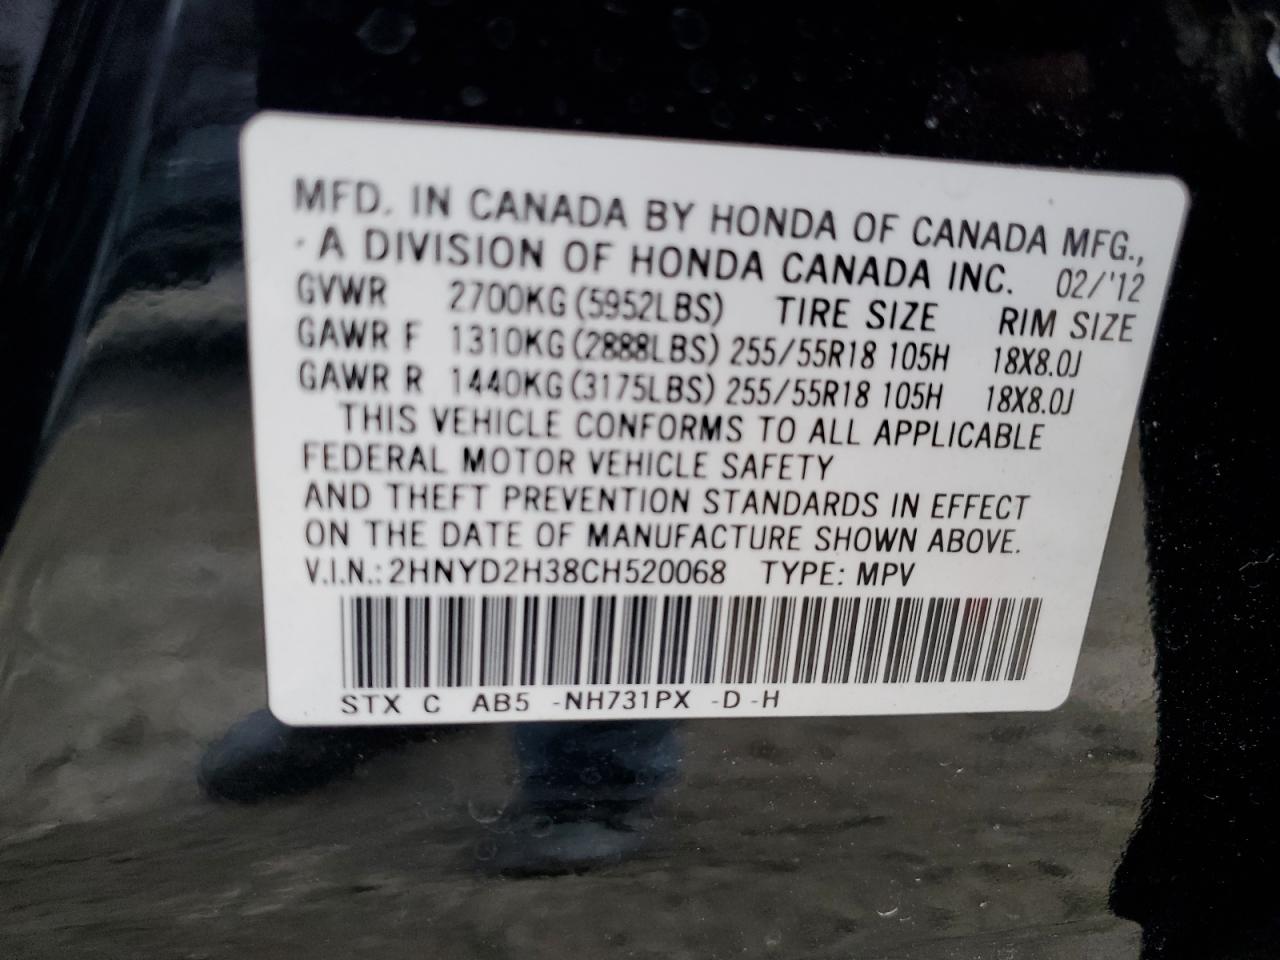 MFD. IN CANADA BY HONDA OF CANADA MFG.,
A DIVISION OF HONDA CANADA INC. 02/'12
GVWR 2700KG (5952LBS) TIRE SIZE RIM SIZE
GAWR F 1310KG (2888LBS) 255/55R18 105H 18X8.0J
GAWR R 1440KG (3175LBS) 255/55R18 105H 18X8.0J
THIS VEHICLE CONFORMS TO ALL APPLICABLE
FEDERAL MOTOR VEHICLE SAFETY
AND THEFT PREVENTION STANDARDS IN EFFECT
ON THE DATE OF MANUFACTURE SHOWN ABOVE.
V.I.N.: 2HNYD2H38CH520068 TYPE: MPV
STX C AB5 -NH731PX -D -H